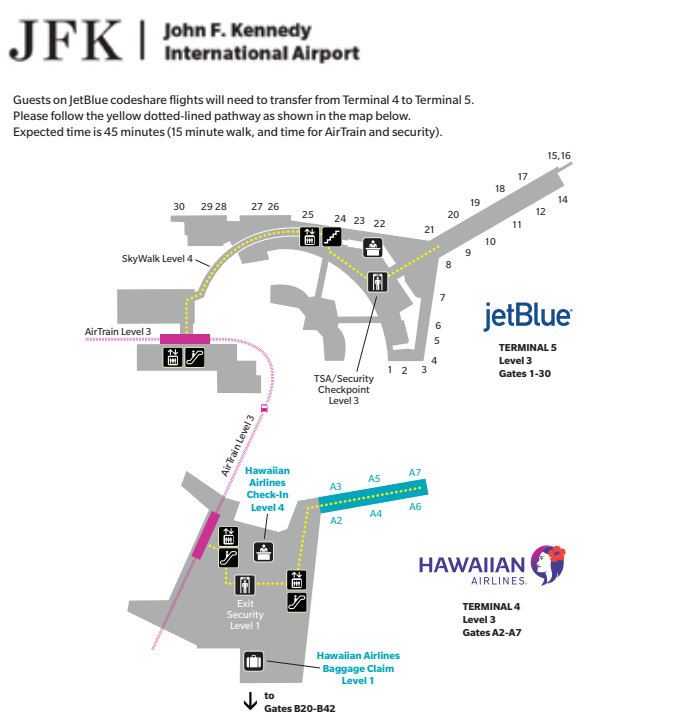 JFK
John F. Kennedy
International Airport
Guests on JetBlue codeshare flights will need to transfer from Terminal 4 to Terminal 5.
Please follow the yellow dotted-lined pathway as shown in the map below.
Expected time is 45 minutes (15 minute walk, and time for AirTrain and security).
15,16
17
18
14
19
12
20
11
30
29 28
27 26
25
24
23
22
21
10
9
8
SkyWalk Level 4
7
jetBlue
AirTrain Level 3
6
5
TERMINAL 5
Level 3
Gates 1-30
4
1
2
3
TSA/Security
Checkpoint
Level 3
AirTrain Level 3
Hawaiian
Airlines
Check-In
Level 4
A3
A5
A7
A2
A4
A6
HAWAIIAN
AIRLINES.
Exit
Security
Level 1
TERMINAL 4
Level 3
Gates A2-A7
Hawaiian Airlines
Baggage Claim
Level 1
to
Gates B20-B42